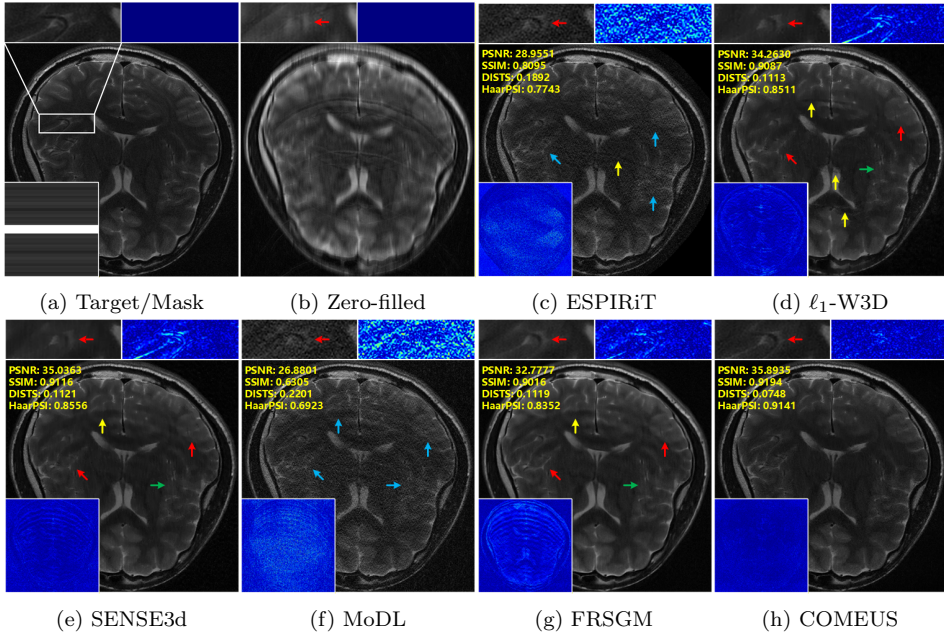 PSNR: 28.9551
SSIM: 0.8095
DISTS: 0.1892
HaarPSI: 0.7743
PSNR: 34.2630
SSIM: 0.9087
DISTS: 0.1113
HaarPSI: 0.8511
(a) Target/Mask
(b) Zero-filled
(c) ESPIRiT
(d) ℓ₁-W3D
PSNR: 35.0363
SSIM: 0.9116
DISTS: 0.1121
HaarPSI: 0.8556
PSNR: 26.8801
SSIM: 0.6305
DISTS: 0.2201
HaarPSI: 0.6923
PSNR: 32.7777
SSIM: 0.9016
DISTS: 0.1119
HaarPSI: 0.8352
PSNR: 35.8935
SSIM: 0.9194
DISTS: 0.0748
HaarPSI: 0.9141
(e) SENSE3d
(f) MoDL
(g) FRSGM
(h) COMEUS